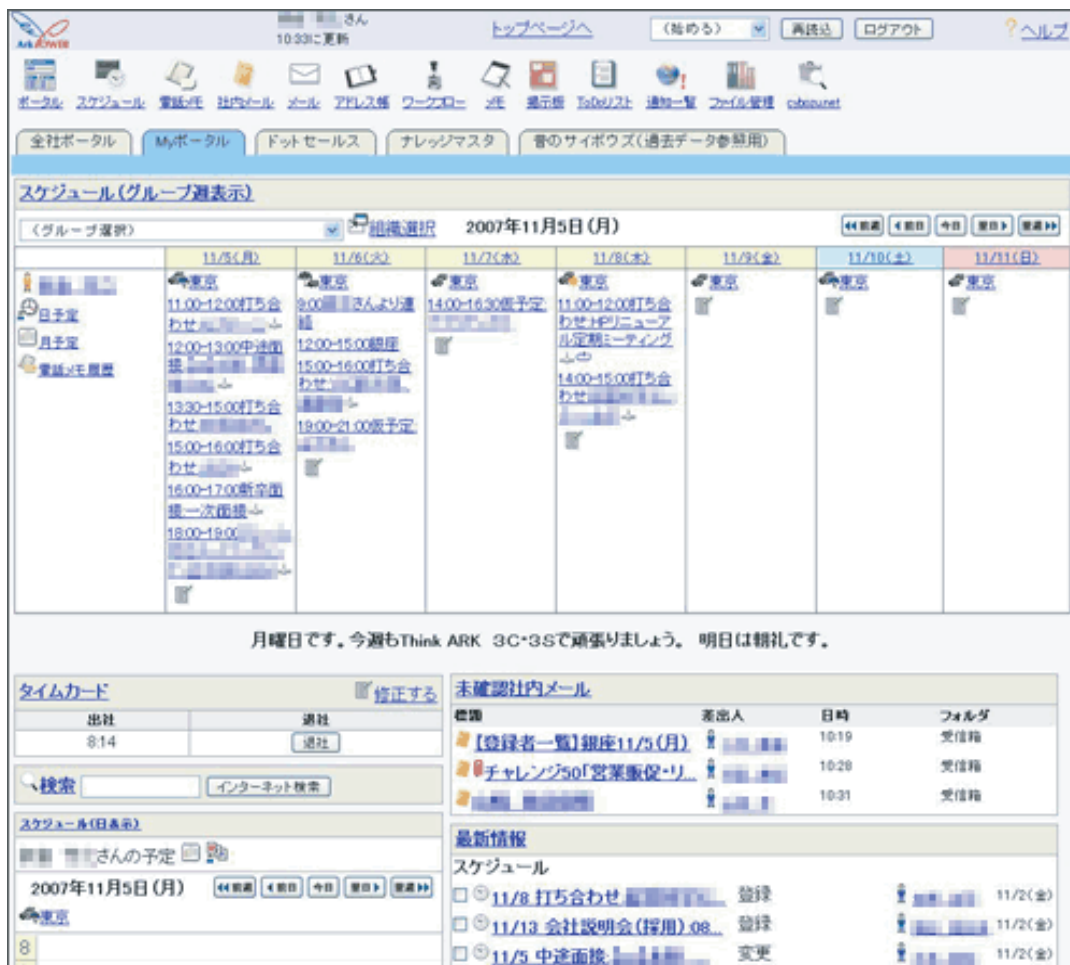 さん
Ark POWER
10:33に更新
トップページへ
(始める)
再読込
ログアウト
?ヘルプ
ポータル スケジュール 電話メモ 社内メール メール アドレス帳 ワークフロー メモ 掲示板 ToDoリスト 通知一覧 ファイル管理 cybozu.net
全社ポータル Myポータル ドットセールス ナレッジマスタ 昔のサイボウズ(過去データ参照用)
スケジュール(グループ週表示)
(グループ選択) 組織選択 2007年11月5日(月) 前週 前日 今日 翌日 翌週
11/5(月) 11/6(火) 11/7(水) 11/8(木) 11/9(金) 11/10(土) 11/11(日)
東京 東京 東京 東京 東京 東京 東京
日予定
月予定
電話メモ履歴
11:00-12:00打ち合
わせ
12:00-13:00中途面
接
13:30-15:00打ち合
わせ
15:00-16:00打ち合
わせ
16:00-17:00新卒面
接:一次面接
18:00-19:00
9:00 さんより連
絡
12:00-15:00銀座
15:00-16:00打ち合
わせ
19:00-21:00仮予定:
14:00-16:30仮予定:
11:00-12:00打ち合
わせ:HPリニューア
ル定期ミーティング
14:00-15:00打ち合
わせ
月曜日です。今週もThink ARK 3C・3Sで頑張りましょう。 明日は朝礼です。
タイムカード 修正する
出社 退社
8:14 退社
検索 インターネット検索
スケジュール(日表示)
さんの予定
2007年11月5日(月) 前週 前日 今日 翌日 翌週
東京
8
未確認社内メール
標題 差出人 日時 フォルダ
【登録者一覧】銀座11/5(月) 10:19 受信箱
チャレンジ50「営業販促・リ... 10:28 受信箱
10:31 受信箱
最新情報
スケジュール
11/8 打ち合わせ 登録 11/2(金)
11/13 会社説明会(採用):08... 登録 11/2(金)
11/5 中途面接: 変更 11/2(金)